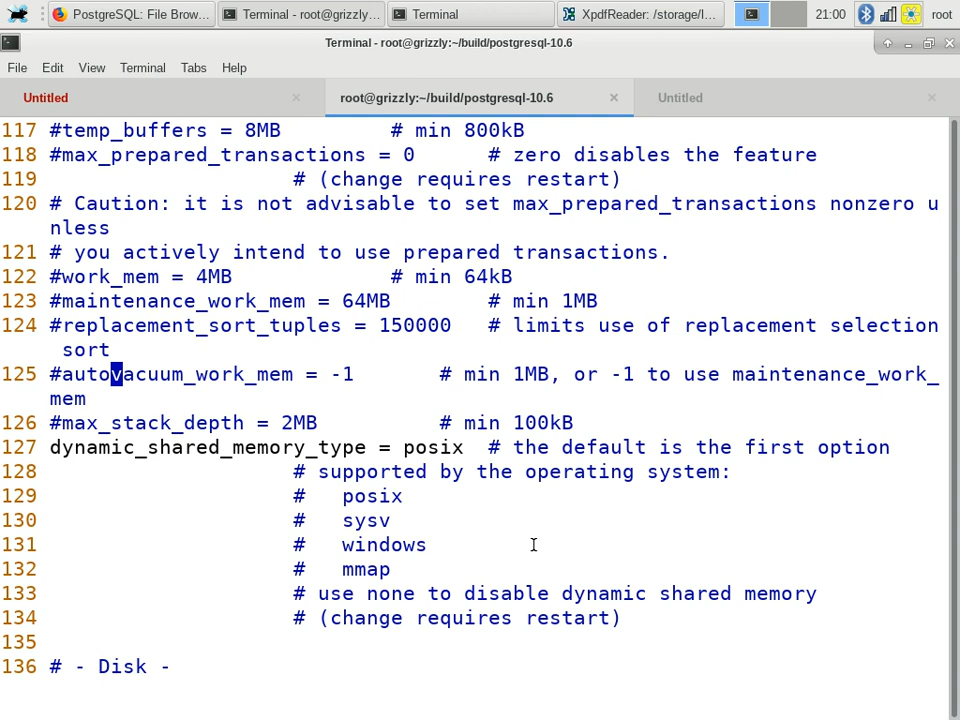 PostgreSQL: File Brow...
Terminal - root@grizzly:...
Terminal
XpdfReader: /storage/l...
21:00
root
Terminal - root@grizzly:~/build/postgresql-10.6
File Edit View Terminal Tabs Help
Untitled
root@grizzly:~/build/postgresql-10.6
Untitled
117 #temp_buffers = 8MB # min 800kB
118 #max_prepared_transactions = 0 # zero disables the feature
119 # (change requires restart)
120 # Caution: it is not advisable to set max_prepared_transactions nonzero u
nless
121 # you actively intend to use prepared transactions.
122 #work_mem = 4MB # min 64kB
123 #maintenance_work_mem = 64MB # min 1MB
124 #replacement_sort_tuples = 150000 # limits use of replacement selection
sort
125 #autovacuum_work_mem = -1 # min 1MB, or -1 to use maintenance_work_
mem
126 #max_stack_depth = 2MB # min 100kB
127 dynamic_shared_memory_type = posix # the default is the first option
128 # supported by the operating system:
129 # posix
130 # sysv
131 # windows
132 # mmap
133 # use none to disable dynamic shared memory
134 # (change requires restart)
135
136 # - Disk -